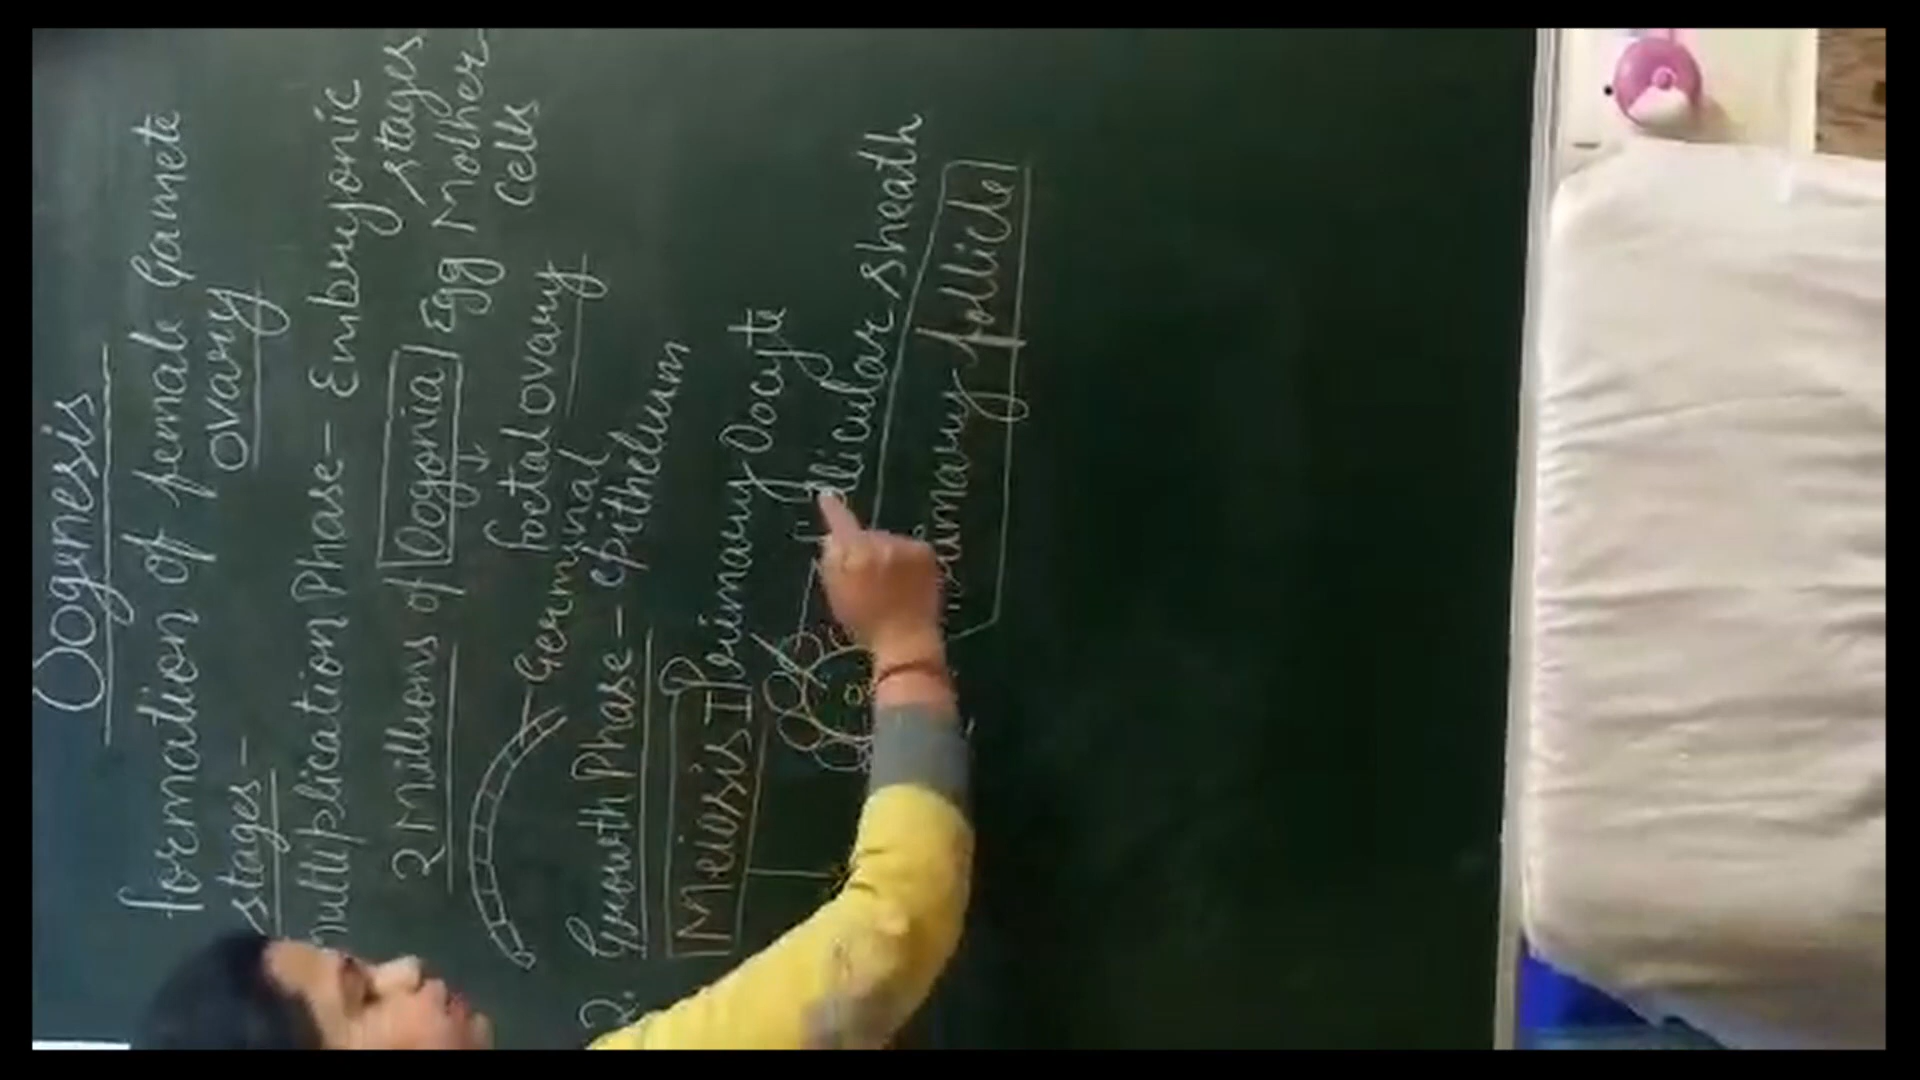 Oogenesis
formation of female Gamete
ovary
stages -
multiplication Phase - Embryonic
stages
2 Millions of Oogonia Egg Mother
cells
foetal ovary
Germinal
2. Growth Phase - epithelium
Meiosis I Primary Oocyte
follicular sheath
primary follicle